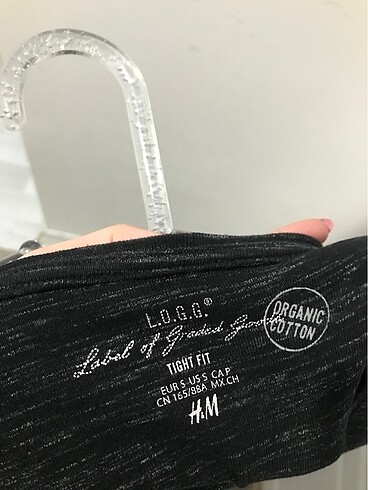 L.O.G.G.®
Label of Graded Goods
ORGANIC
COTTON
TIGHT FIT
EUR S US S CA P
CN 165/88A MX CH
H&M